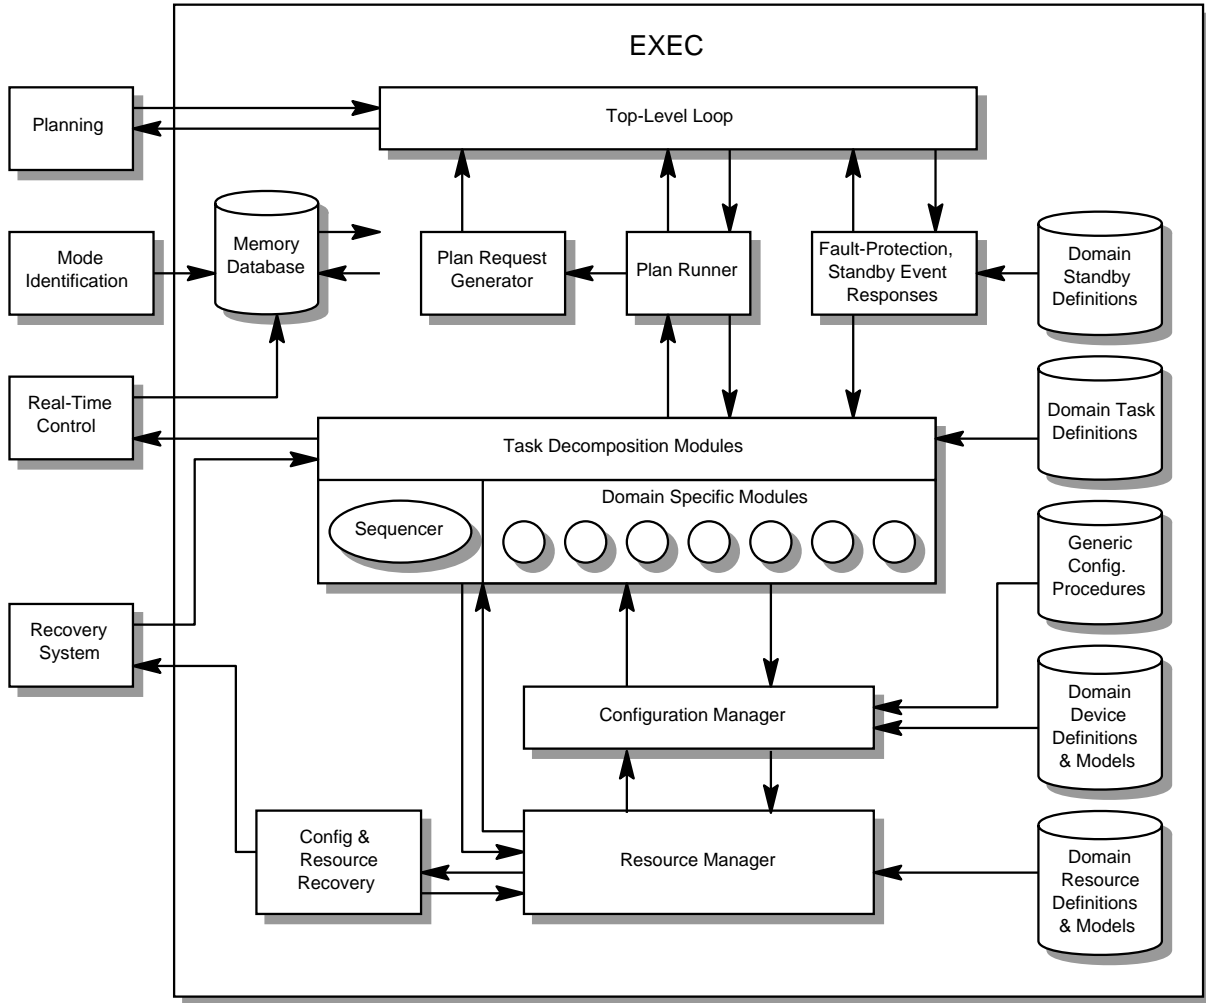 EXEC
Planning
Top-Level Loop
Mode
Identification
Memory
Database
Plan Request
Generator
Plan Runner
Fault-Protection,
Standby Event
Responses
Domain
Standby
Definitions
Real-Time
Control
Task Decomposition Modules
Domain Task
Definitions
Sequencer
Domain Specific Modules
Generic
Config.
Procedures
Recovery
System
Configuration Manager
Domain
Device
Definitions
& Models
Config &
Resource
Recovery
Resource Manager
Domain
Resource
Definitions
& Models